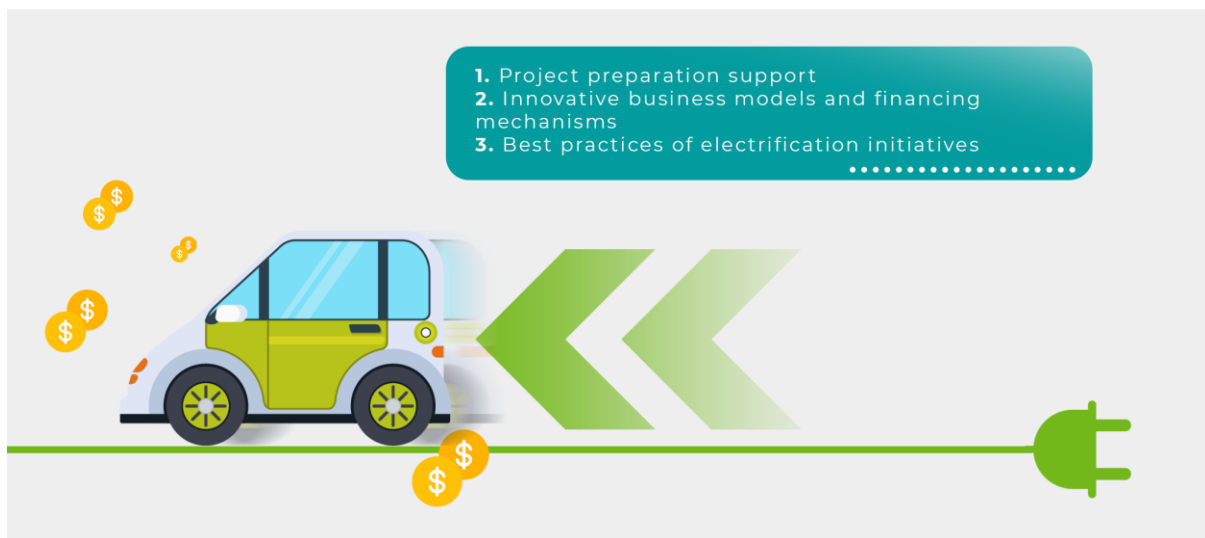 1. Project preparation support
2. Innovative business models and financing
mechanisms
3. Best practices of electrification initiatives
$
$
$
$
$
$
$
$